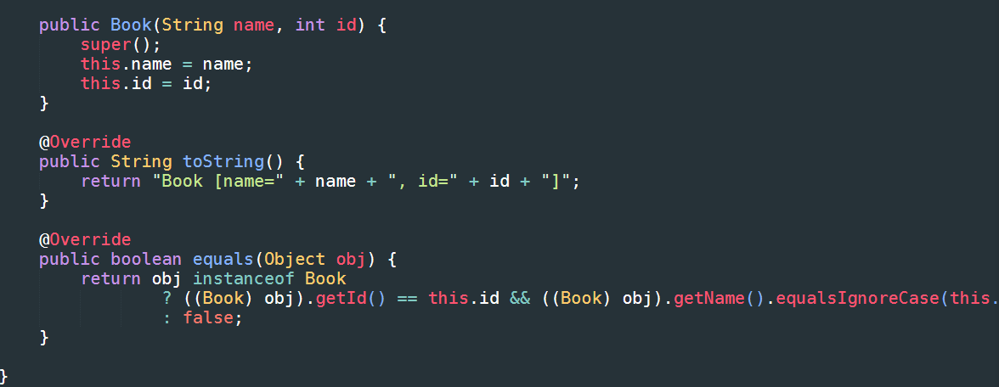 public Book(String name, int id) {
super();
this.name = name;
this.id = id;
}
@Override
public String toString() {
return "Book [name=" + name + ", id=" + id + "]";
}
@Override
public boolean equals(Object obj) {
return obj instanceof Book
? ((Book) obj).getId() == this.id && ((Book) obj).getName().equalsIgnoreCase(this.
: false;
}
}